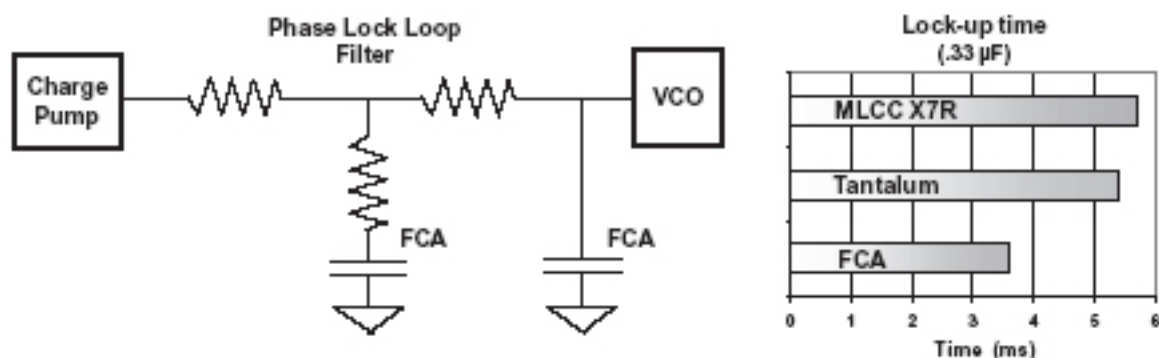 Phase Lock Loop
Filter
Charge
Pump
VCO
FCA
FCA
Lock-up time
(.33 µF)
MLCC X7R
Tantalum
FCA
0 1 2 3 4 5 6
Time (ms)